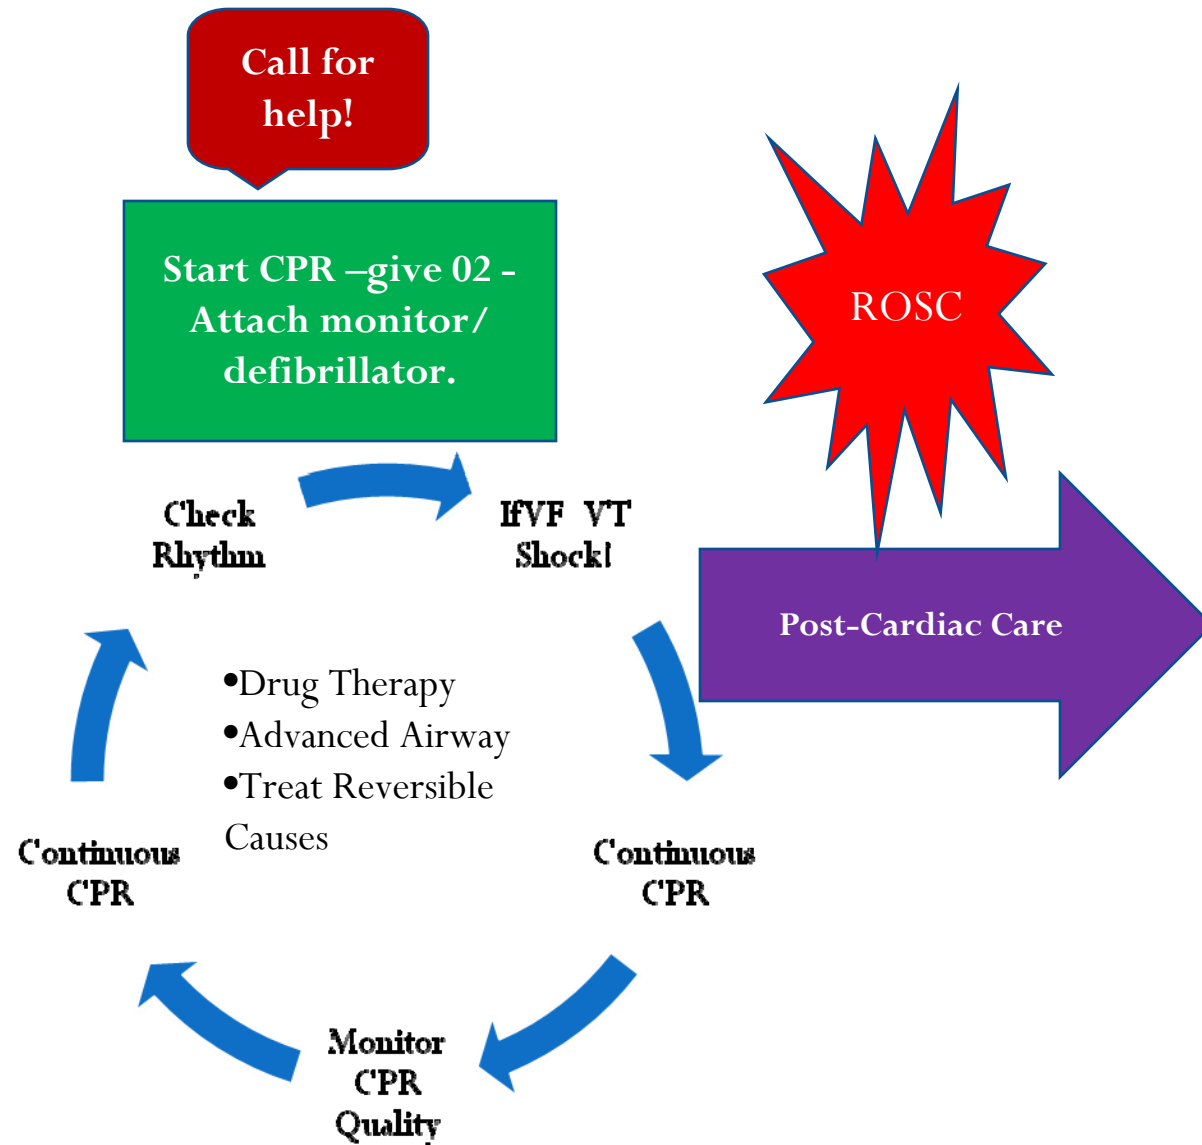 Call for
help!
Start CPR –give 02 -
Attach monitor/
defibrillator.
ROSC
Check
Rhythm
IfVF VT
Shock!
Post-Cardiac Care
•Drug Therapy
•Advanced Airway
•Treat Reversible
Causes
Continuous
CPR
Continuous
CPR
Monitor
CPR
Quality